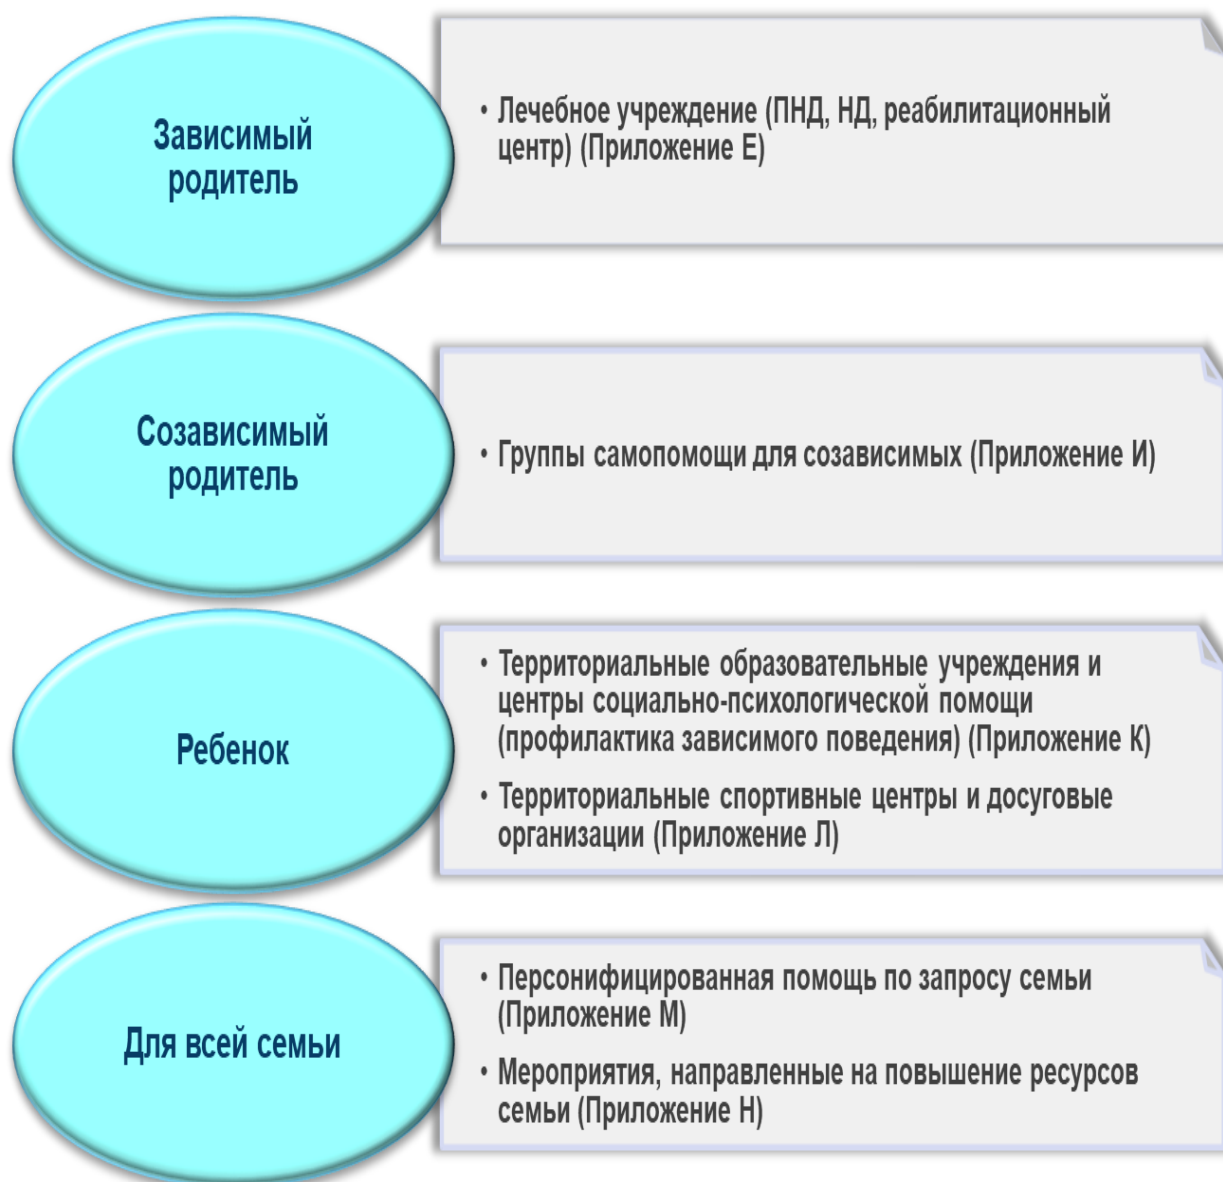 Зависимый
родитель
• Лечебное учреждение (ПНД, НД, реабилитационный
центр) (Приложение Е)
Созависимый
родитель
• Группы самопомощи для созависимых (Приложение И)
Ребенок
• Территориальные образовательные учреждения и
центры социально-психологической помощи
(профилактика зависимого поведения) (Приложение К)
• Территориальные спортивные центры и досуговые
организации (Приложение Л)
Для всей семьи
• Персонифицированная помощь по запросу семьи
(Приложение М)
• Мероприятия, направленные на повышение ресурсов
семьи (Приложение Н)